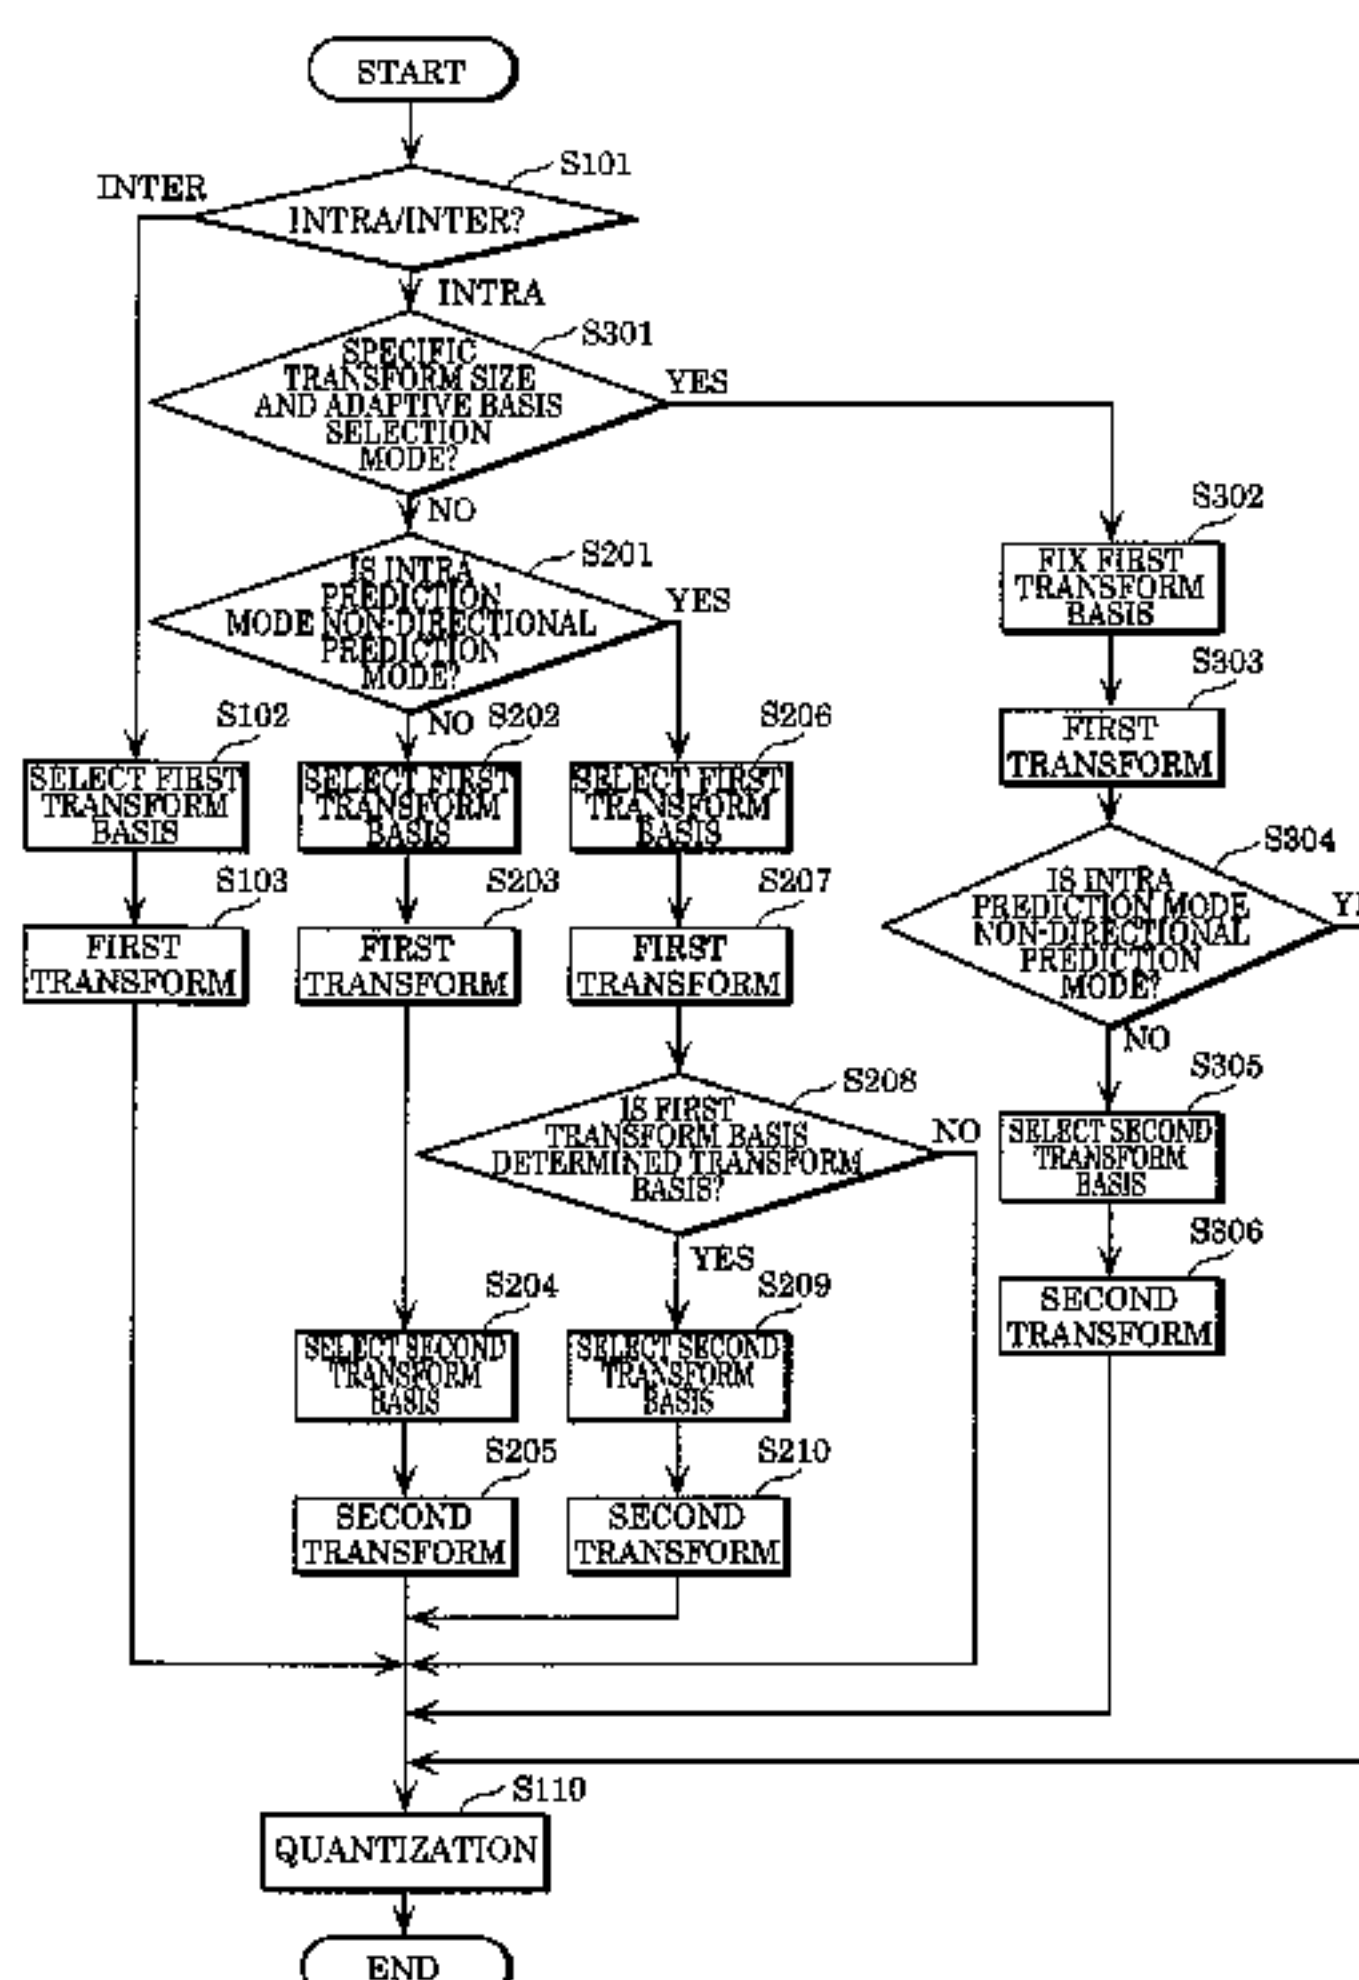 START
S101
INTER
INTRA/INTER?
INTRA
S301
SPECIFIC
TRANSFORM SIZE
AND ADAPTIVE BASIS
SELECTION
MODE?
YES
NO
S302
FIX FIRST
TRANSFORM
BASIS
S201
IS INTRA
PREDICTION
MODE NON-DIRECTIONAL
PREDICTION
MODE?
YES
NO
S303
FIRST
TRANSFORM
S102
SELECT FIRST
TRANSFORM
BASIS
S202
SELECT FIRST
TRANSFORM
BASIS
S206
SELECT FIRST
TRANSFORM
BASIS
S304
IS INTRA
PREDICTION MODE
NON-DIRECTIONAL
PREDICTION
MODE?
NO
S103
FIRST
TRANSFORM
S203
FIRST
TRANSFORM
S207
FIRST
TRANSFORM
S208
IS FIRST
TRANSFORM BASIS
DETERMINED TRANSFORM
BASIS?
NO
YES
S305
SELECT SECOND
TRANSFORM
BASIS
S306
SECOND
TRANSFORM
S204
SELECT SECOND
TRANSFORM
BASIS
S209
SELECT SECOND
TRANSFORM
BASIS
S205
SECOND
TRANSFORM
S210
SECOND
TRANSFORM
S110
QUANTIZATION
END